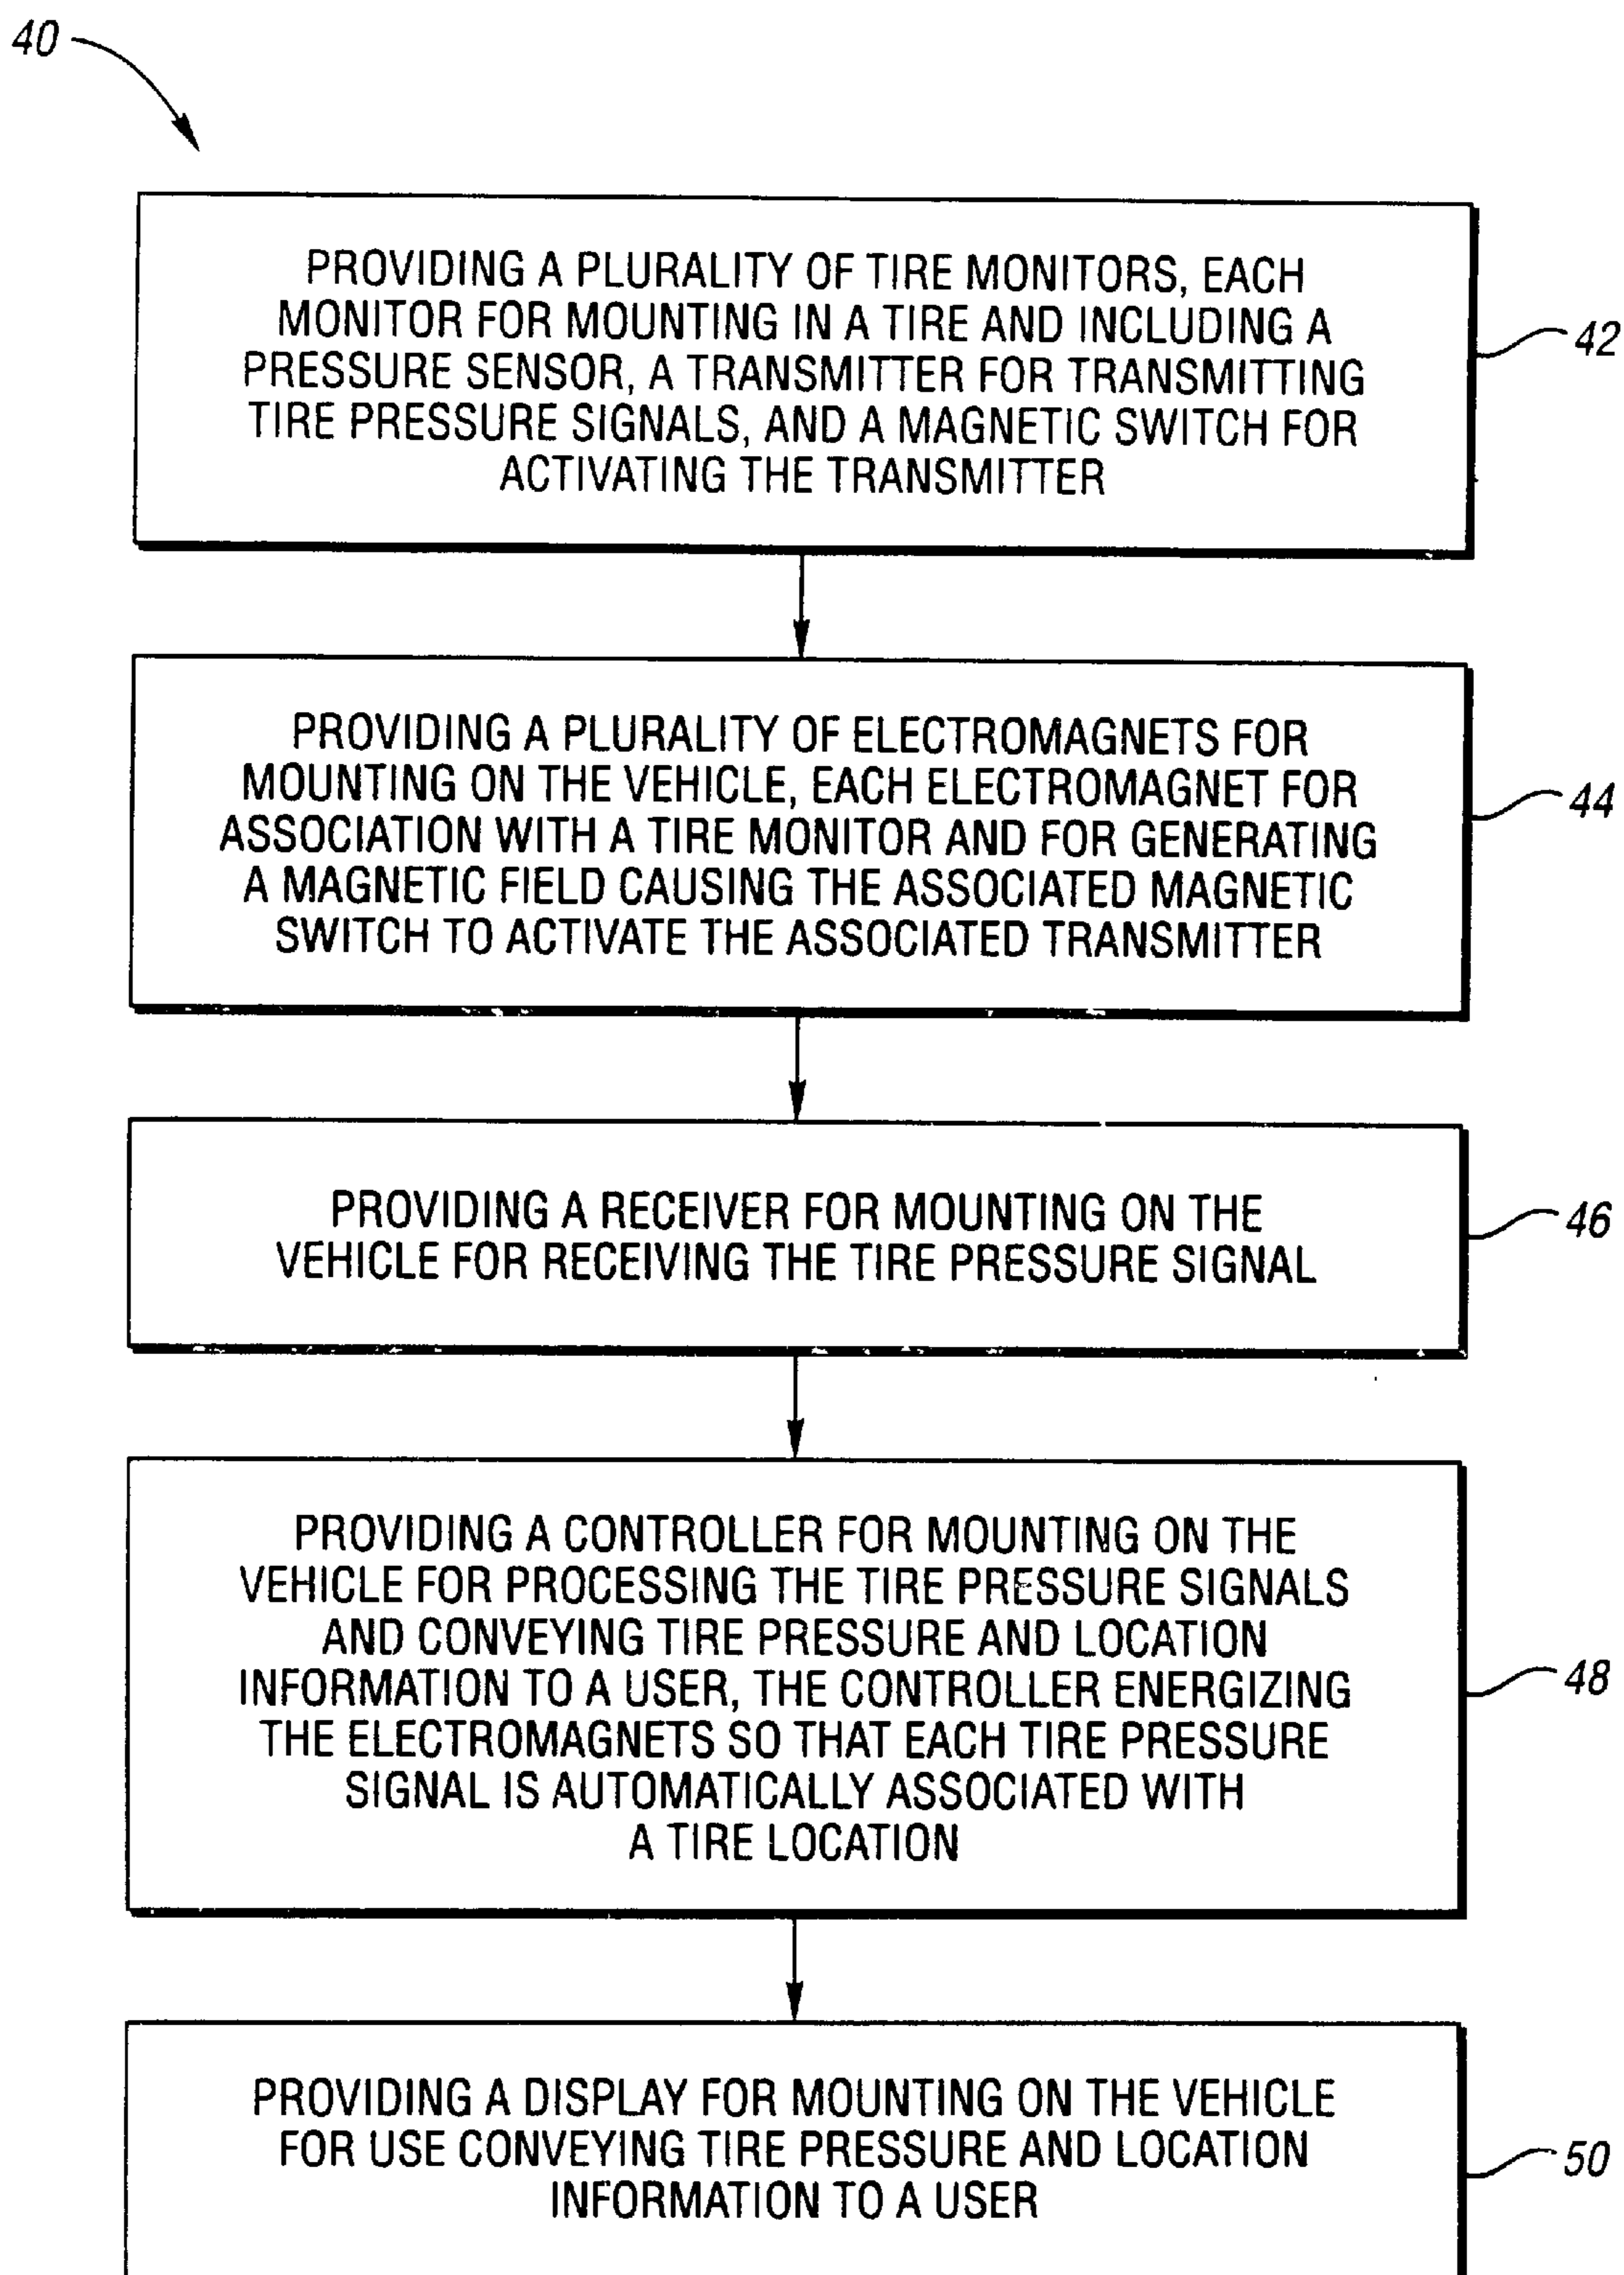 40
PROVIDING A PLURALITY OF TIRE MONITORS, EACH
MONITOR FOR MOUNTING IN A TIRE AND INCLUDING A
PRESSURE SENSOR, A TRANSMITTER FOR TRANSMITTING
TIRE PRESSURE SIGNALS, AND A MAGNETIC SWITCH FOR
ACTIVATING THE TRANSMITTER
42
PROVIDING A PLURALITY OF ELECTROMAGNETS FOR
MOUNTING ON THE VEHICLE, EACH ELECTROMAGNET FOR
ASSOCIATION WITH A TIRE MONITOR AND FOR GENERATING
A MAGNETIC FIELD CAUSING THE ASSOCIATED MAGNETIC
SWITCH TO ACTIVATE THE ASSOCIATED TRANSMITTER
44
PROVIDING A RECEIVER FOR MOUNTING ON THE
VEHICLE FOR RECEIVING THE TIRE PRESSURE SIGNAL
46
PROVIDING A CONTROLLER FOR MOUNTING ON THE
VEHICLE FOR PROCESSING THE TIRE PRESSURE SIGNALS
AND CONVEYING TIRE PRESSURE AND LOCATION
INFORMATION TO A USER, THE CONTROLLER ENERGIZING
THE ELECTROMAGNETS SO THAT EACH TIRE PRESSURE
SIGNAL IS AUTOMATICALLY ASSOCIATED WITH
A TIRE LOCATION
48
PROVIDING A DISPLAY FOR MOUNTING ON THE VEHICLE
FOR USE CONVEYING TIRE PRESSURE AND LOCATION
INFORMATION TO A USER
50